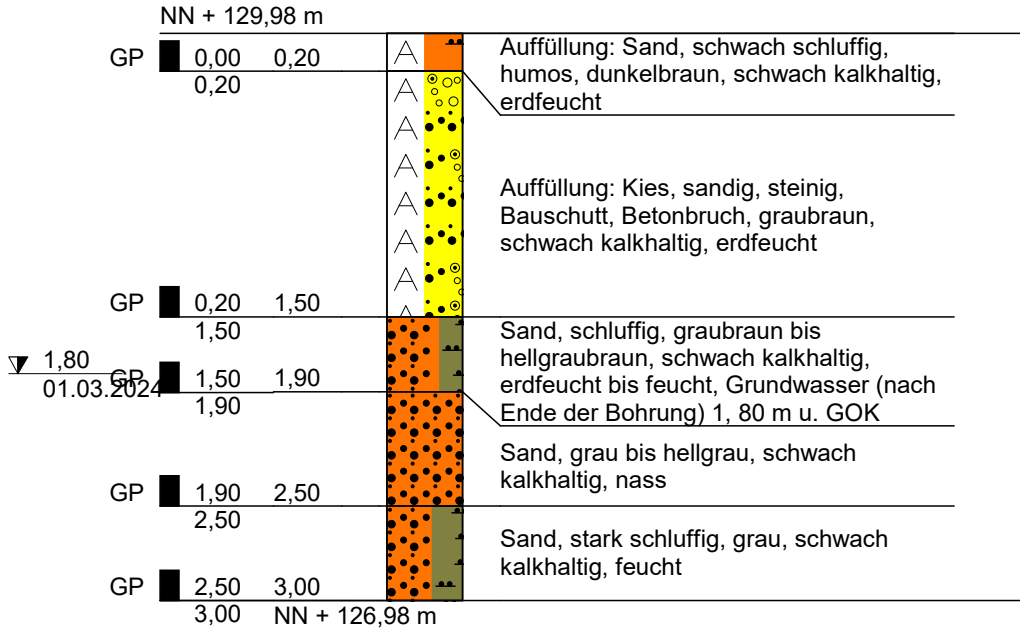 NN + 129,98 m
GP 0,00 0,20
0,20
Auffüllung: Sand, schwach schluffig,
humos, dunkelbraun, schwach kalkhaltig,
erdfeucht
A
A
A
A
A
A
A
A
Auffüllung: Kies, sandig, steinig,
Bauschutt, Betonbruch, graubraun,
schwach kalkhaltig, erdfeucht
GP 0,20 1,50
1,50
Sand, schluffig, graubraun bis
hellgraubraun, schwach kalkhaltig,
erdfeucht bis feucht, Grundwasser (nach
Ende der Bohrung) 1, 80 m u. GOK
1,80
01.03.2024
GP 1,50 1,90
1,90
Sand, grau bis hellgrau, schwach
kalkhaltig, nass
GP 1,90 2,50
2,50
Sand, stark schluffig, grau, schwach
kalkhaltig, feucht
GP 2,50 3,00
3,00 NN + 126,98 m